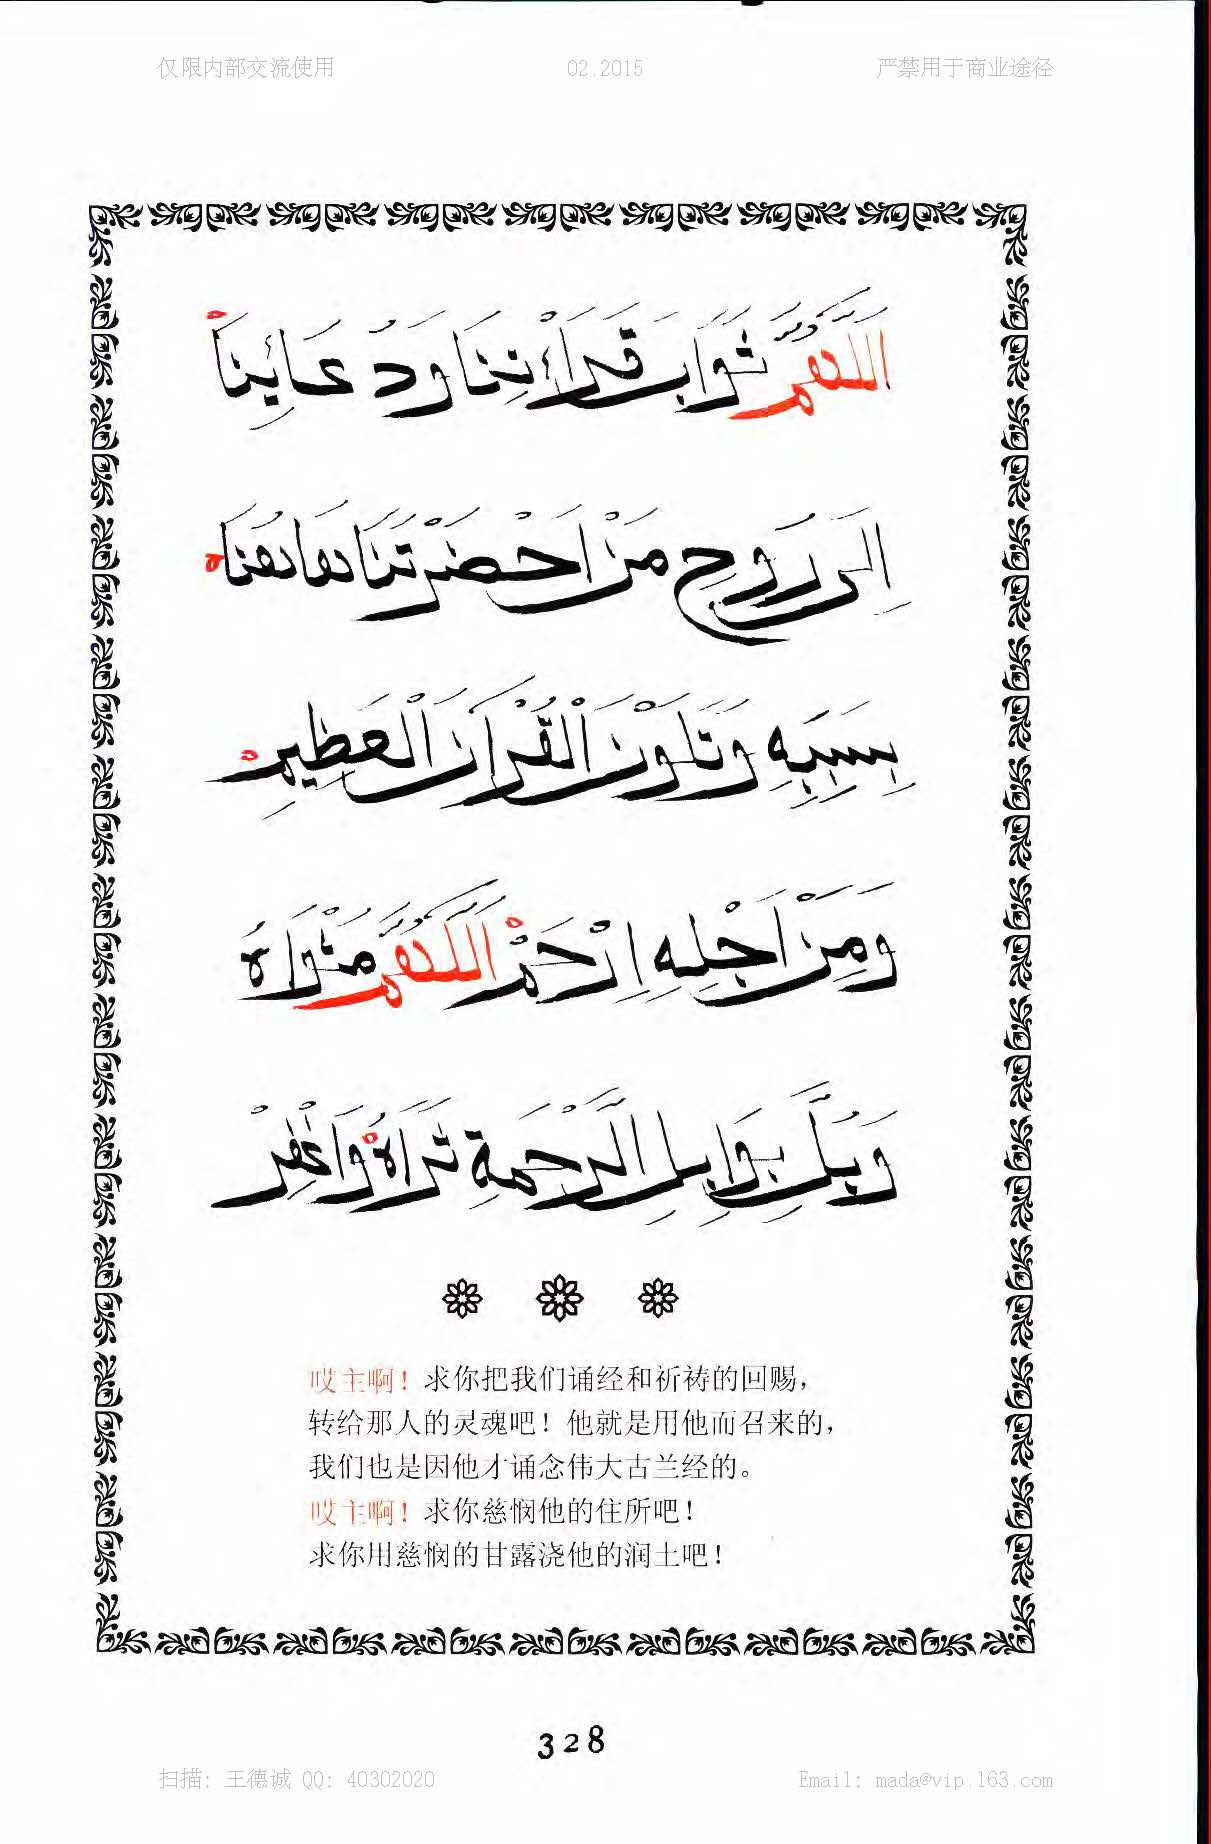 仅限内部交流使用 02.2015 严禁用于商业途径
اَللّٰهُمَّ ثَوَابَ قِرَاءَتِنَا وَدُعَائِنَا
اِلَى رُوحِ مَنْ اَحْضَرْتَنَا
بِسَبَبِهِ وَتَلَوْنَ الْقُرْآنَ الْعَظِيمِ
وَمِنْ اَجْلِهِ اِرْحَمْ اَللّٰهُمَّ مَثْوَاهُ
وَبُلَّ بِوَابِلِ الرَّحْمَةِ ثَرَاهُ وَاغْفِرْ
哎主啊！求你把我们诵经和祈祷的回赐，
转给那人的灵魂吧！他就是用他而召来的，
我们也是因他才诵念伟大古兰经的。
哎主啊！求你慈悯他的住所吧！
求你用慈悯的甘露浇他的润土吧！
328
扫描: 王德诚 QQ: 40302020 Email: mada@vip.163.com